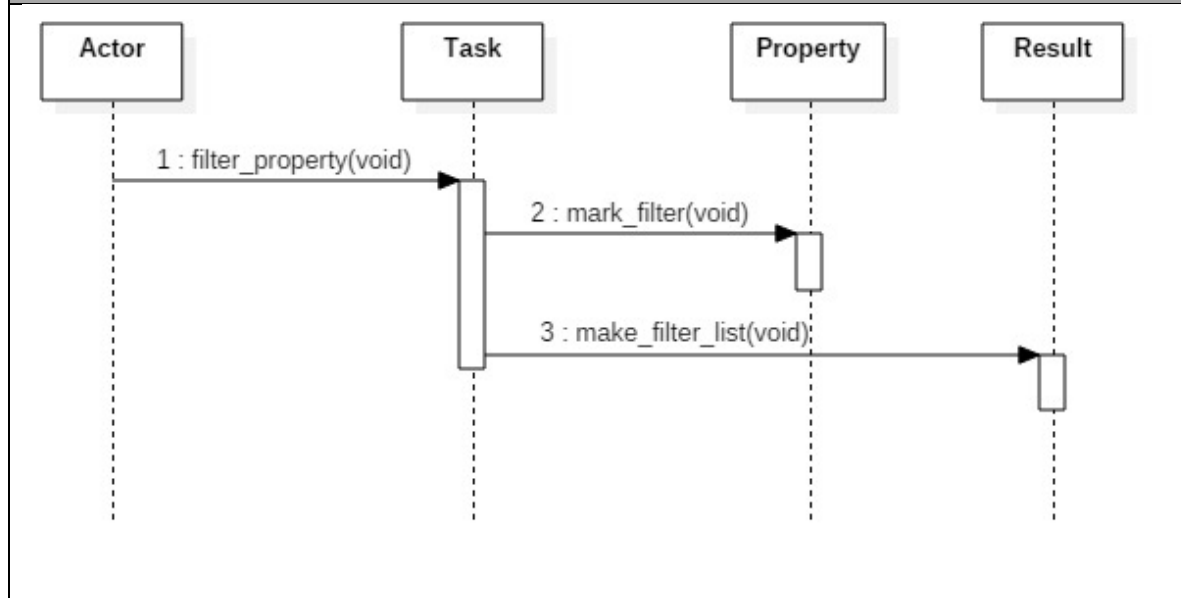 Actor Task Property Result
1 : filter_property(void)
2 : mark_filter(void)
3 : make_filter_list(void)